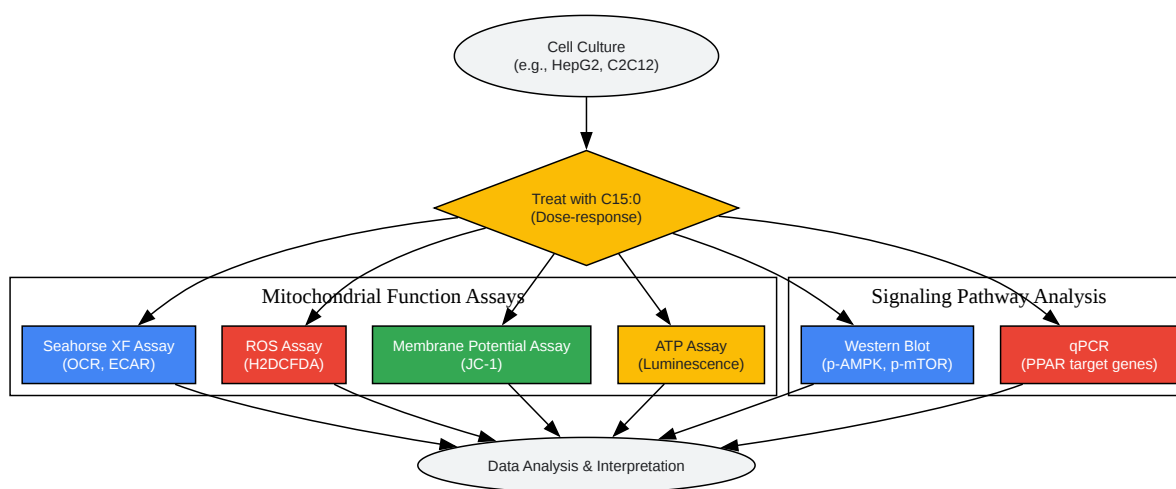 Cell Culture
(e.g., HepG2, C2C12)
Treat with C15:0
(Dose-response)
Mitochondrial Function Assays
Signaling Pathway Analysis
Seahorse XF Assay
(OCR, ECAR)
ROS Assay
(H2DCFDA)
Membrane Potential Assay
(JC-1)
ATP Assay
(Luminescence)
Western Blot
(p-AMPK, p-mTOR)
qPCR
(PPAR target genes)
Data Analysis & Interpretation